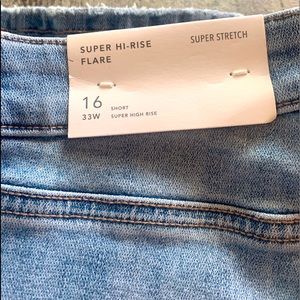 SUPER HI-RISE
FLARE
SUPER STRETCH
16
SHORT
33W
SUPER HIGH RISE